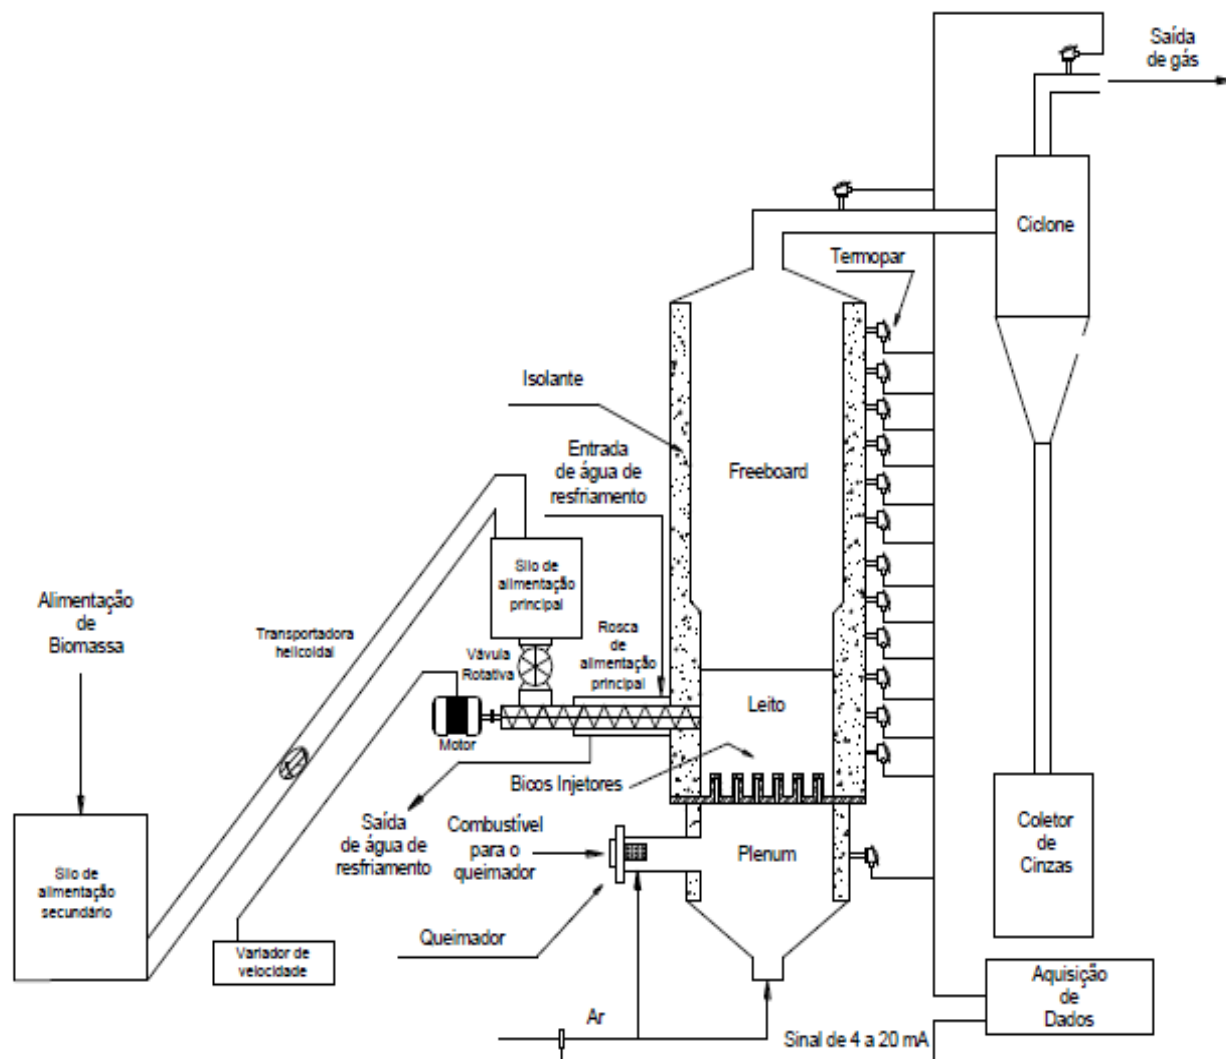 Saída
de gás
Ciclone
Termopar
Isolante
Entrada
de água de
resfriamento
Freeboard
Silo de
alimentação
principal
Alimentação
de
Biomassa
Transportadora
helicoidal
Vávula
Rotativa
Rosca
de
alimentação
principal
Leito
Motor
Bicos Injetores
Saída
de água de
resfriamento
Combustível
para o
queimador
Plenum
Coletor
de
Cinzas
Silo de
alimentação
secundário
Queimador
Variador de
velocidade
Aquisição
de
Dados
Ar
Sinal de 4 a 20 mA